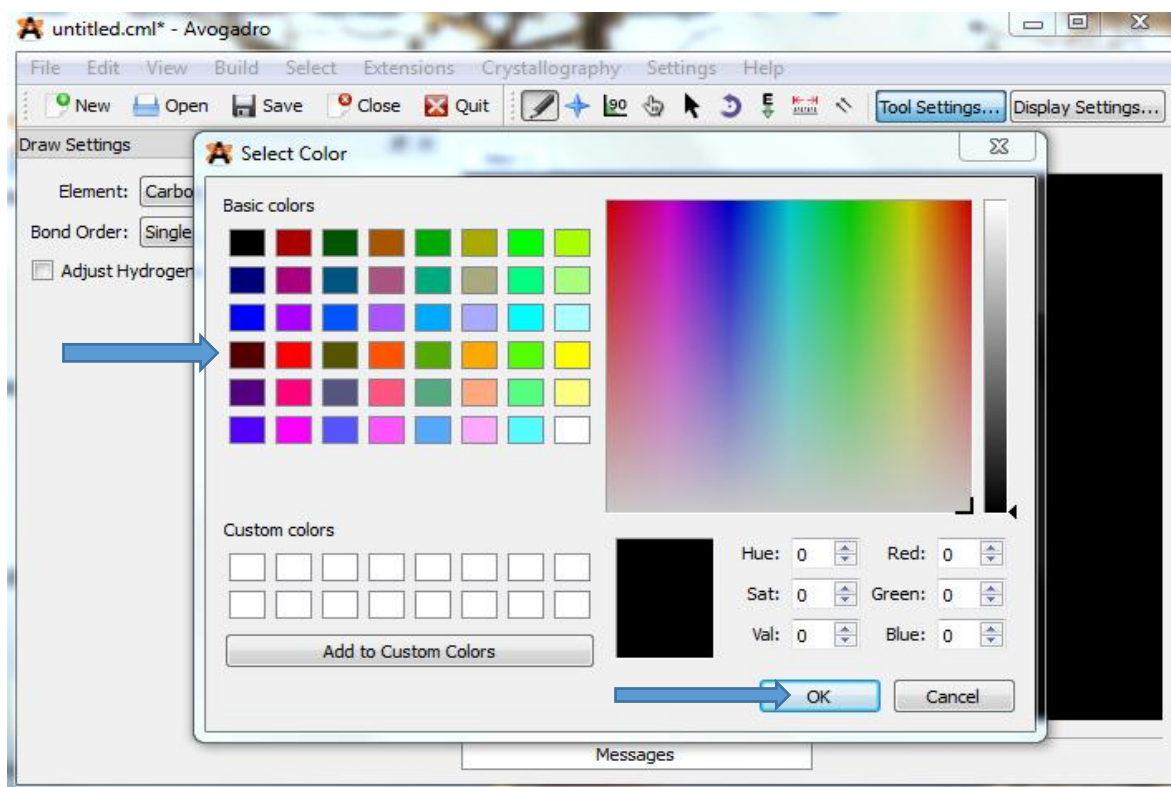 untitled.cml* - Avogadro
File Edit View Build Select Extensions Crystallography Settings Help
New Open Save Close Quit 90 E Tool Settings... Display Settings...
Draw Settings
Select Color
Element: Carbo
Basic colors
Bond Order: Single
Adjust Hydrogen
Custom colors
Hue: 0 Red: 0
Sat: 0 Green: 0
Val: 0 Blue: 0
Add to Custom Colors
OK Cancel
Messages